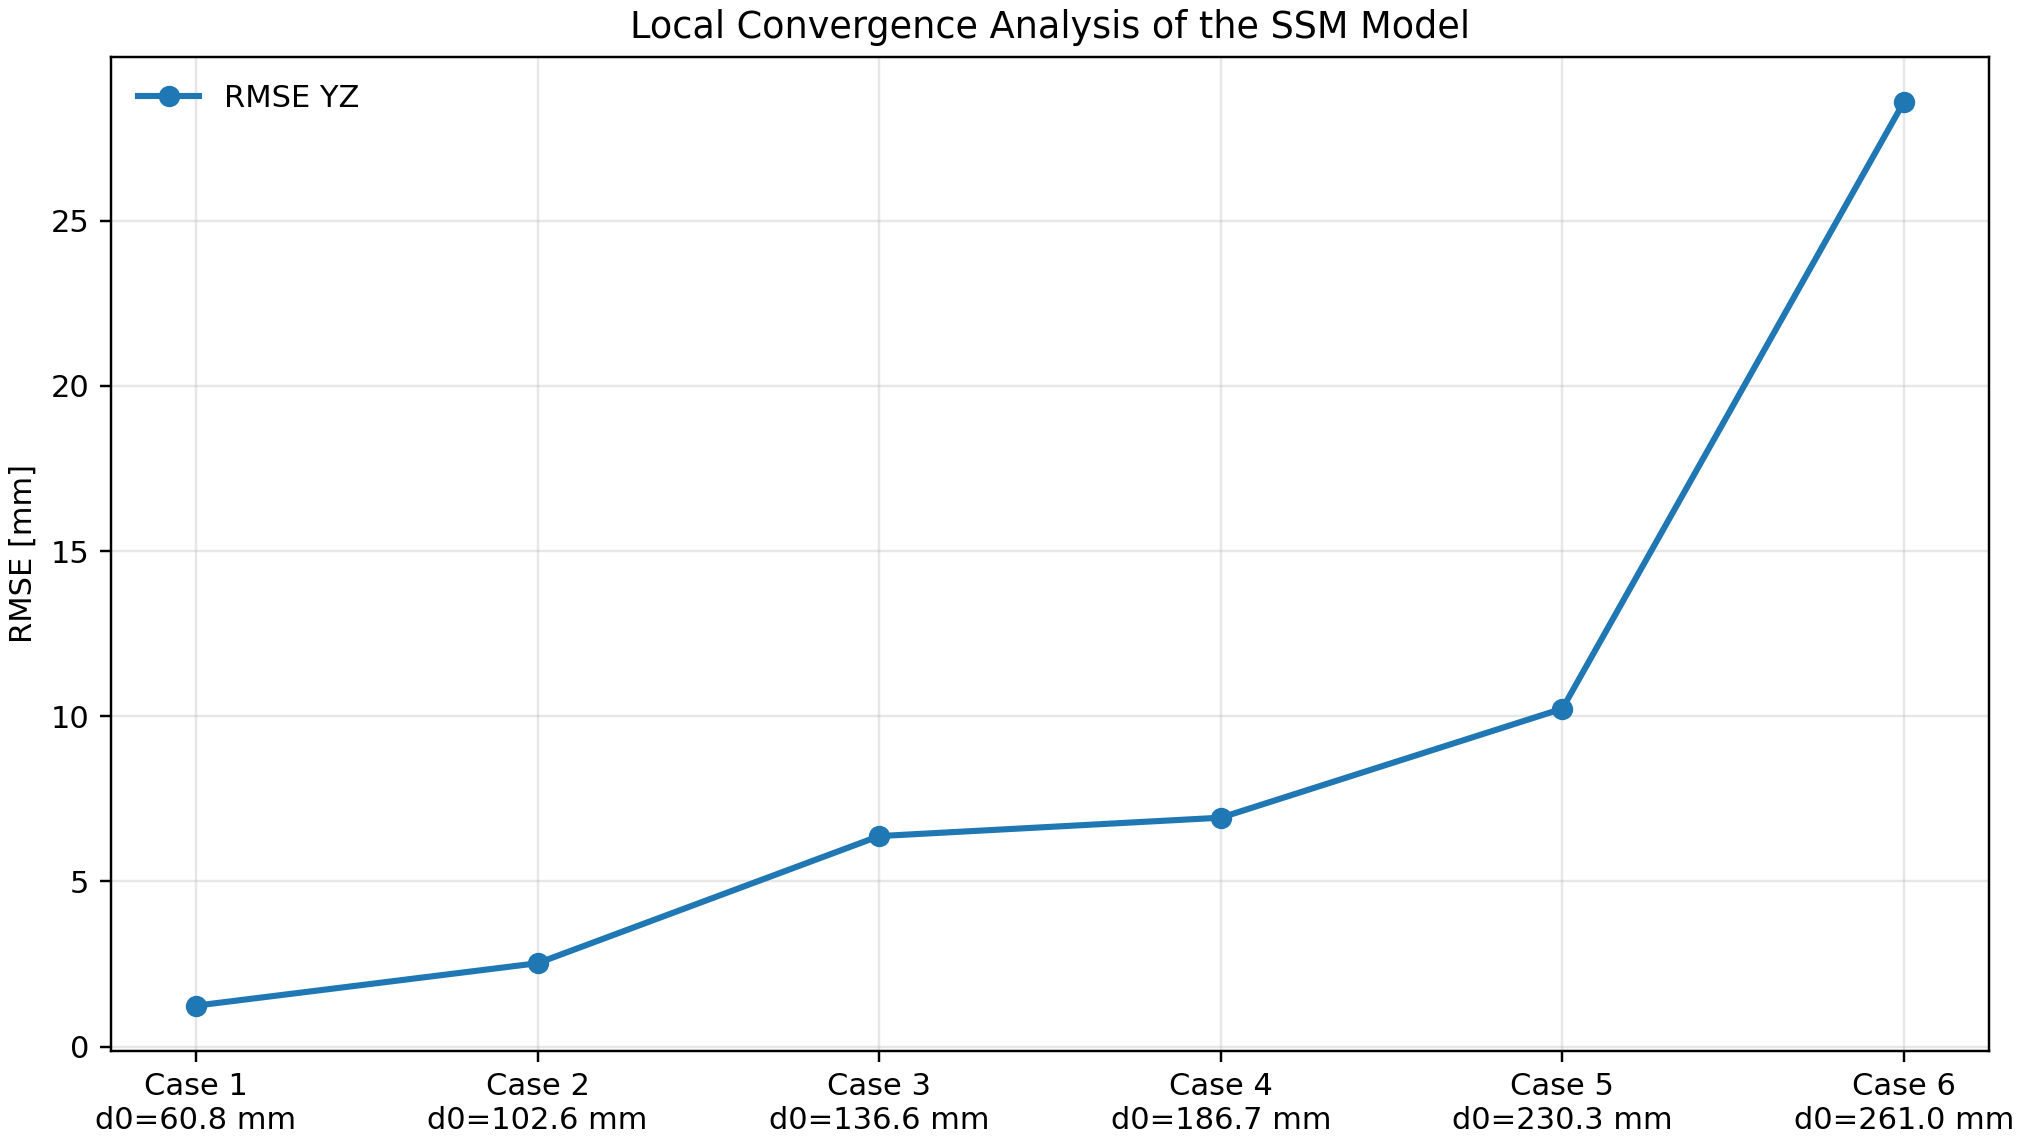 Local Convergence Analysis of the SSM Model
RMSE YZ
RMSE [mm]
25
20
15
10
5
0
Case 1
d0=60.8 mm
Case 2
d0=102.6 mm
Case 3
d0=136.6 mm
Case 4
d0=186.7 mm
Case 5
d0=230.3 mm
Case 6
d0=261.0 mm